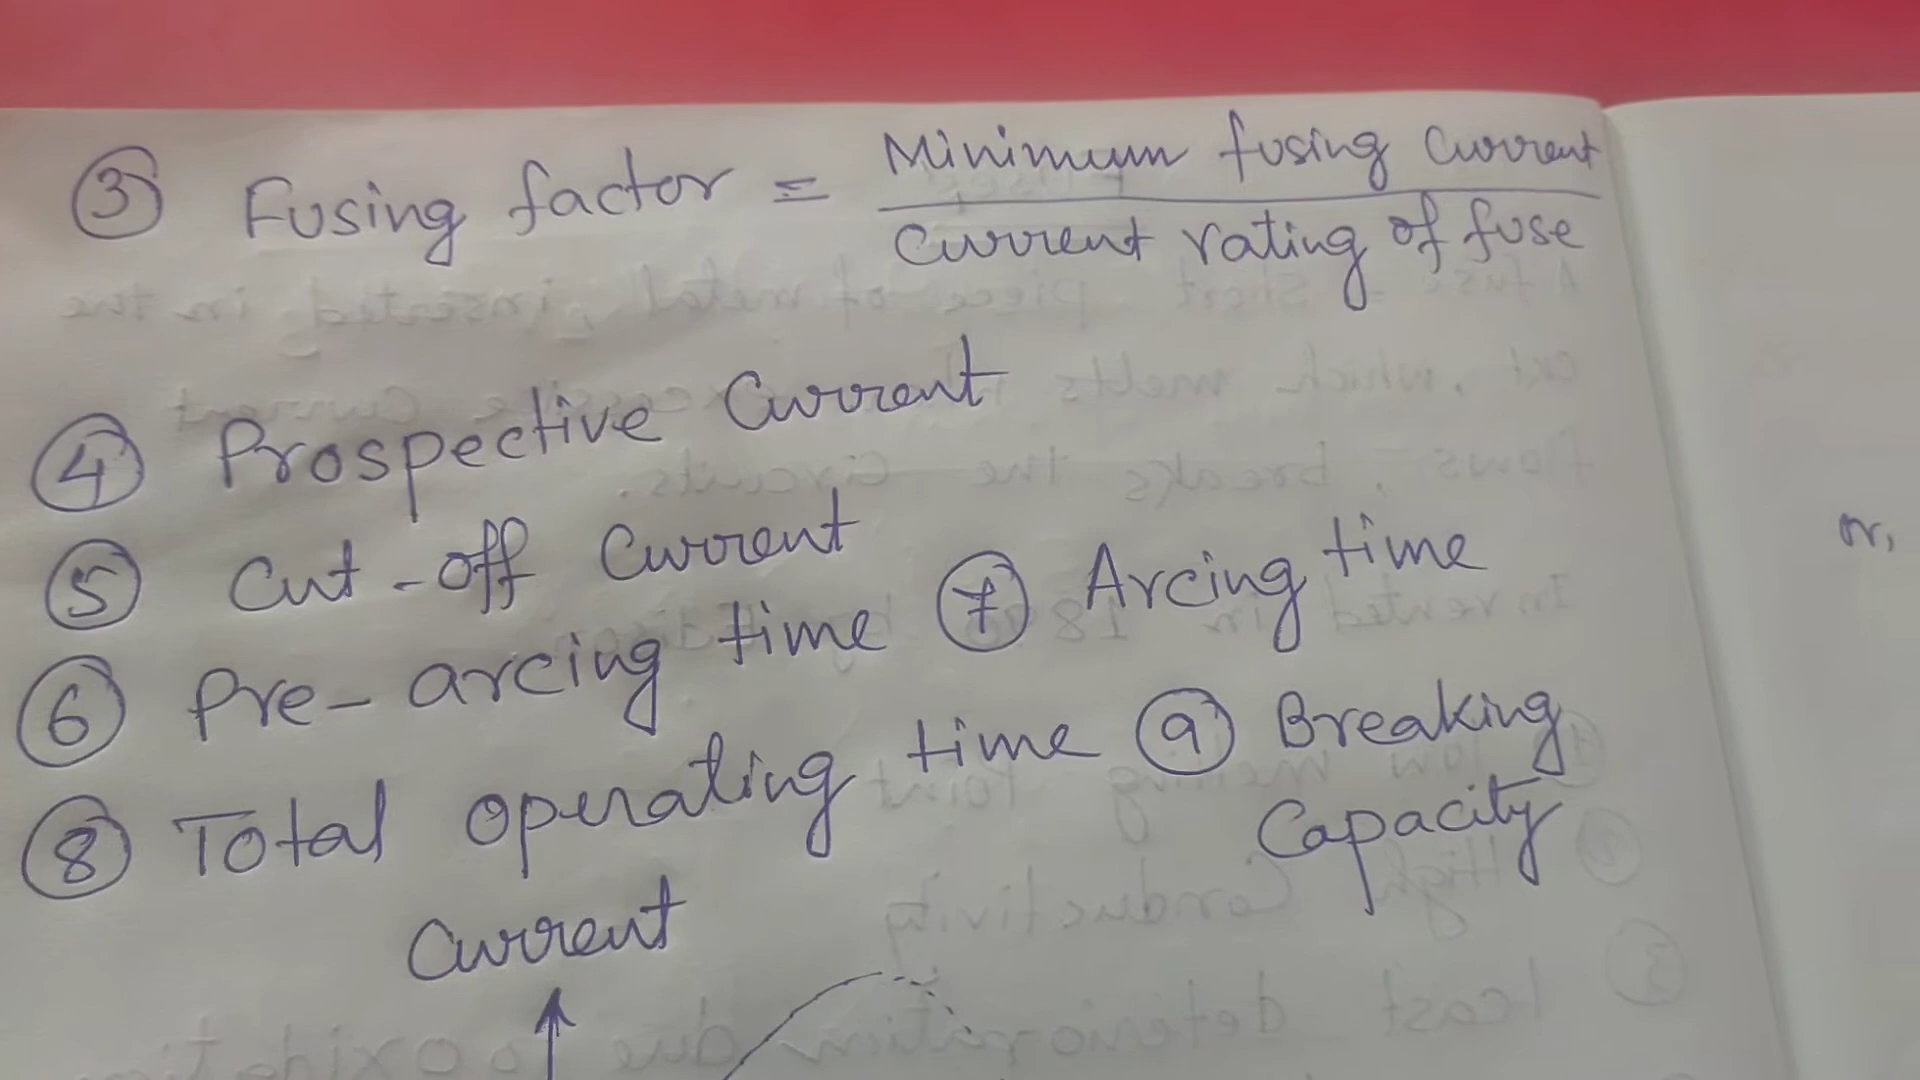 ③ Fusing factor = Minimum fusing Current / Current rating of fuse
④ Prospective Current
⑤ Cut-off Current
⑥ Pre-arcing time ⑦ Arcing time
⑧ Total operating time ⑨ Breaking Capacity
Current